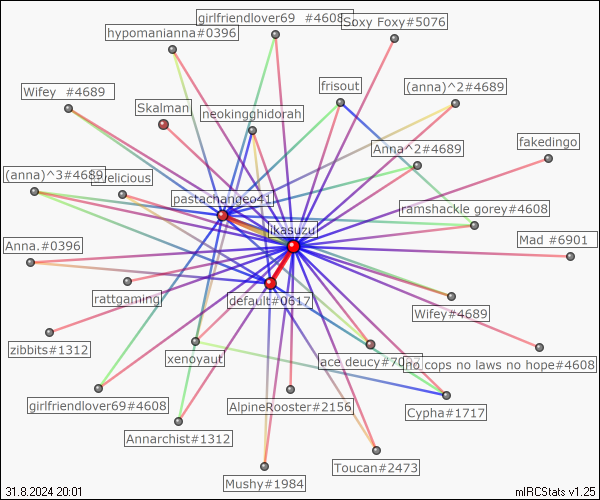 girlfriendlover69 #4608
Soxy Foxy#5076
hypomanianna#0396
Wifey #4689
frisout
(anna)^2#4689
Skalman
neokingghidorah
fakedingo
Anna^2#4689
(anna)^3#4689
delicious
pastachangeo41
ramshackle gorey#4608
ikasuzu
Mad #6901
Anna.#0396
rattgaming
default#0617
Wifey#4689
zibbits#1312
xenoyaut
ace deucy#70
no cops no laws no hope#4608
girlfriendlover69#4608
AlpineRooster#2156
Cypha#1717
Annarchist#1312
Toucan#2473
Mushy#1984
31.8.2024 20:01
mIRCStats v1.25